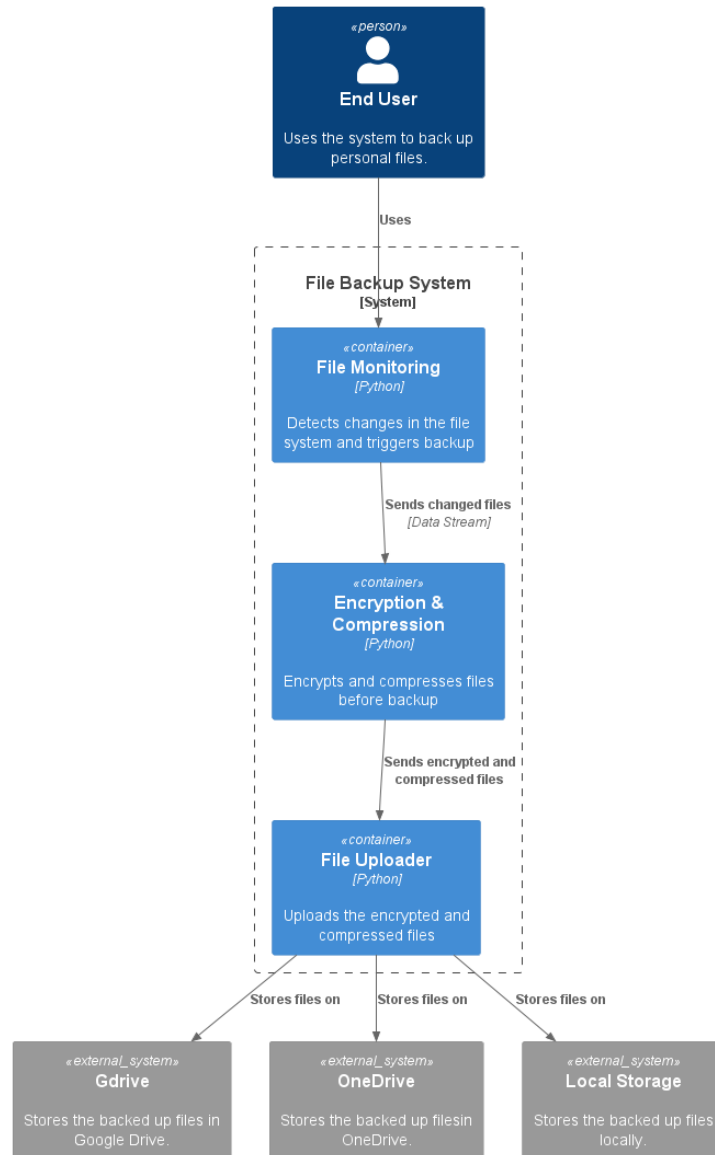 «person»
End User
Uses the system to back up
personal files.
Uses
File Backup System
[System]
«container»
File Monitoring
[Python]
Detects changes in the file
system and triggers backup
Sends changed files
[Data Stream]
«container»
Encryption &
Compression
[Python]
Encrypts and compresses files
before backup
Sends encrypted and
compressed files
«container»
File Uploader
[Python]
Uploads the encrypted and
compressed files
Stores files on
Stores files on
Stores files on
«external_system»
Gdrive
Stores the backed up files in
Google Drive.
«external_system»
OneDrive
Stores the backed up filesin
OneDrive.
«external_system»
Local Storage
Stores the backed up files
locally.